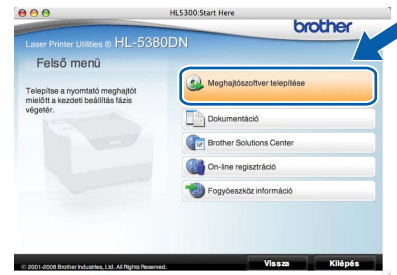 HL5300:Start Here
brother
Laser Printer Utilities ® HL-5380DN
Felső menü
Telepítse a nyomtató meghajtót
mielőtt a kezdeti beállítás fázis
végetér.
Meghajtószoftver telepítése
Dokumentáció
Brother Solutions Center
On-line regisztráció
Fogyóeszköz információ
© 2001-2008 Brother Industries, Ltd. All Rights Reserved.
Vissza
Kilépés